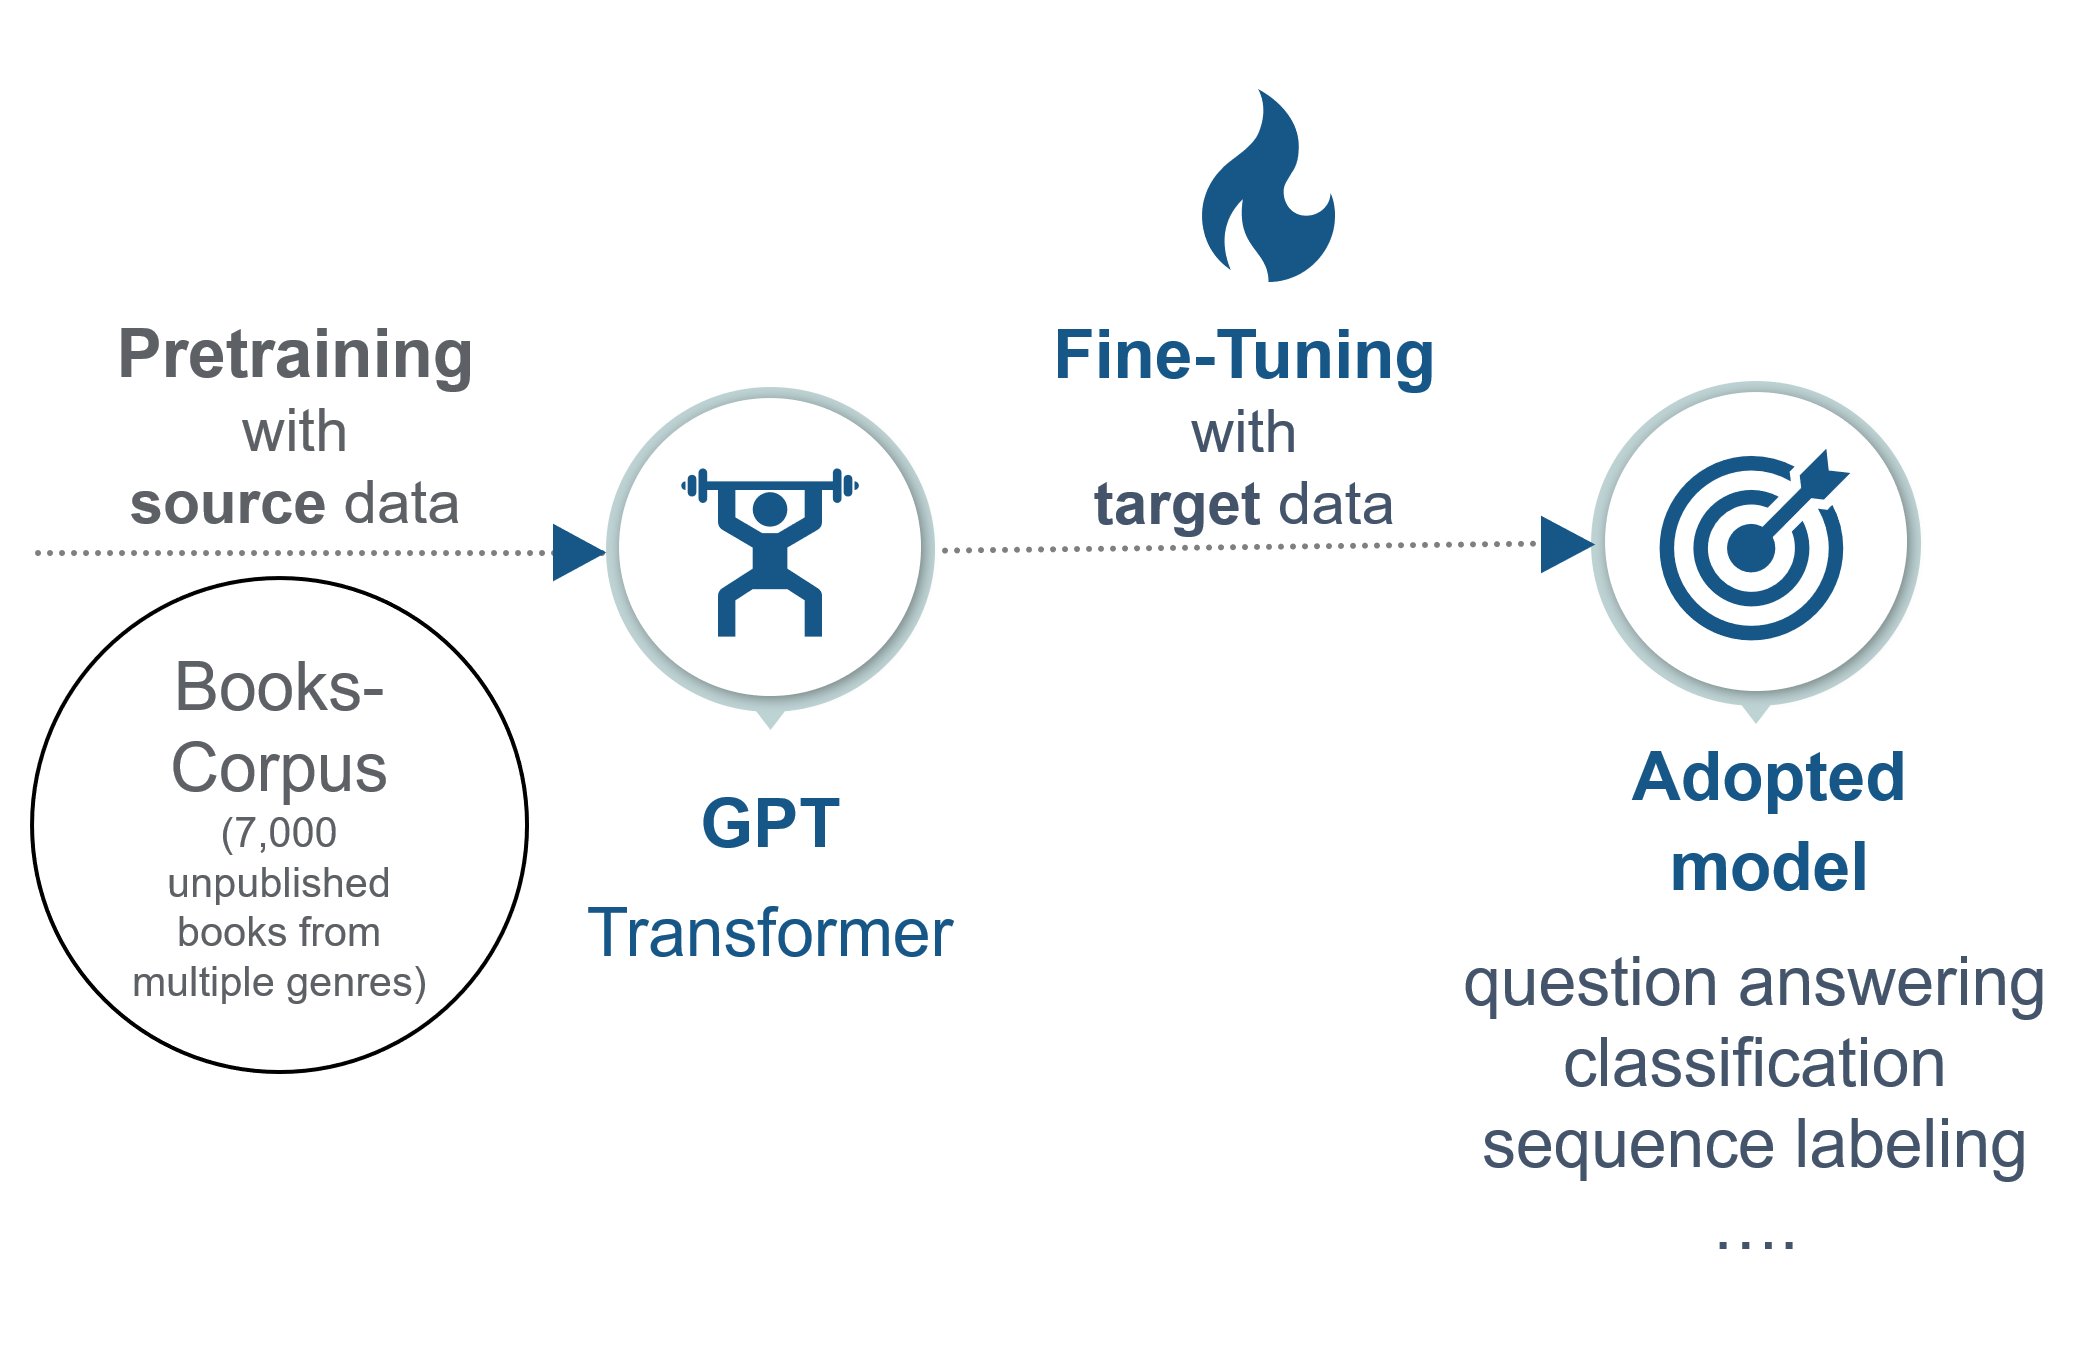 Pretraining
with
source data
Books-
Corpus
(7,000
unpublished
books from
multiple genres)
GPT
Transformer
Fine-Tuning
with
target data
Adopted
model
question answering
classification
sequence labeling
….